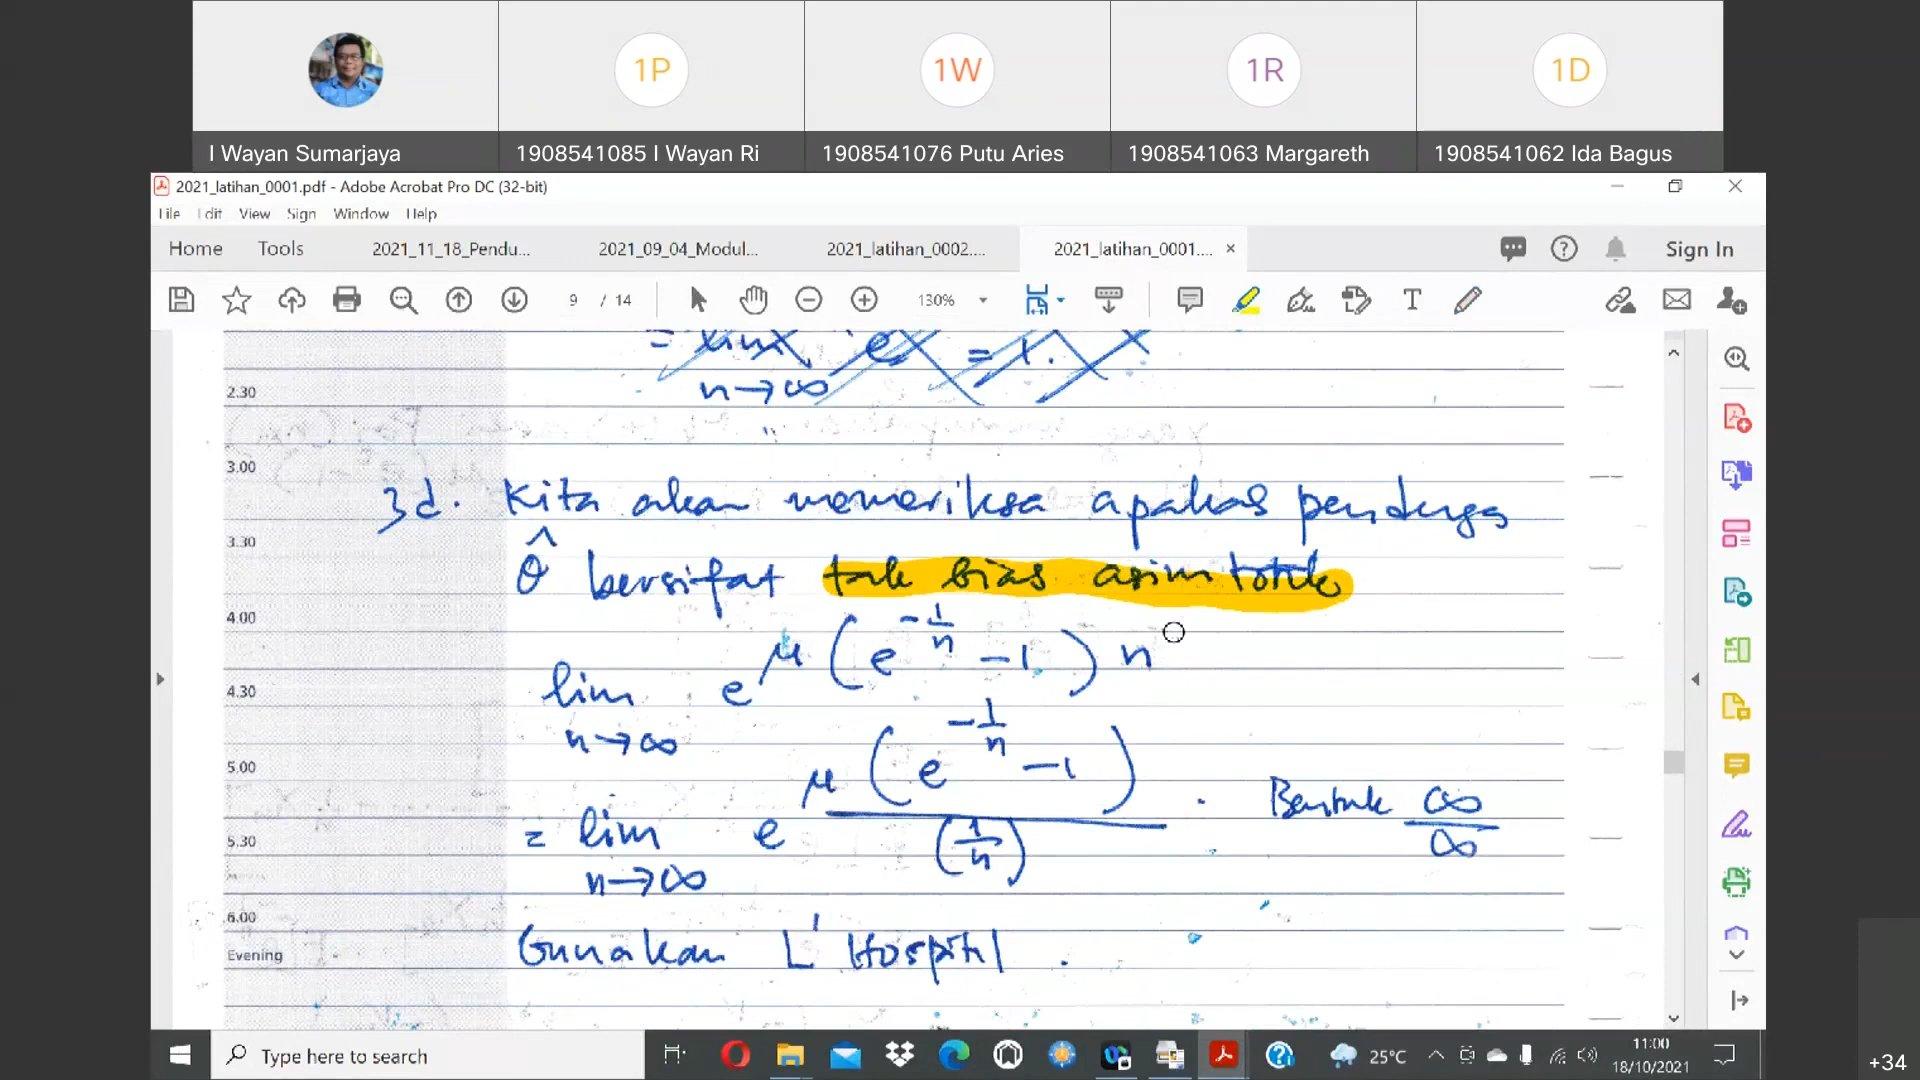 1P
1W
1R
1D
I Wayan Sumarjaya
1908541085 I Wayan Ri
1908541076 Putu Aries
1908541063 Margareth
1908541062 Ida Bagus
2021_latihan_0001.pdf - Adobe Acrobat Pro DC (32-bit)
File Edit View Sign Window Help
Home Tools 2021_11_18_Pendu... 2021_09_04_Modul... 2021_latihan_0002.... 2021_latihan_0001.... × Sign In
9 / 14 130%
= lim e = 1.
n→∞
2.30
3.00
3d. Kita akan memeriksa apakah penduga
3.30
θ̂ bersifat tak bias asimtotik
4.00
lim e^{μ(e^{-1/n} - 1) n}
4.30
n→∞
5.00
= lim e^{μ(e^{-1/n} - 1) / (1/n)} . Bentuk ∞/∞
5.30
n→∞
6.00
Gunakan L'Hospital.
Evening
Type here to search
25°C
11:00
18/10/2021
+34